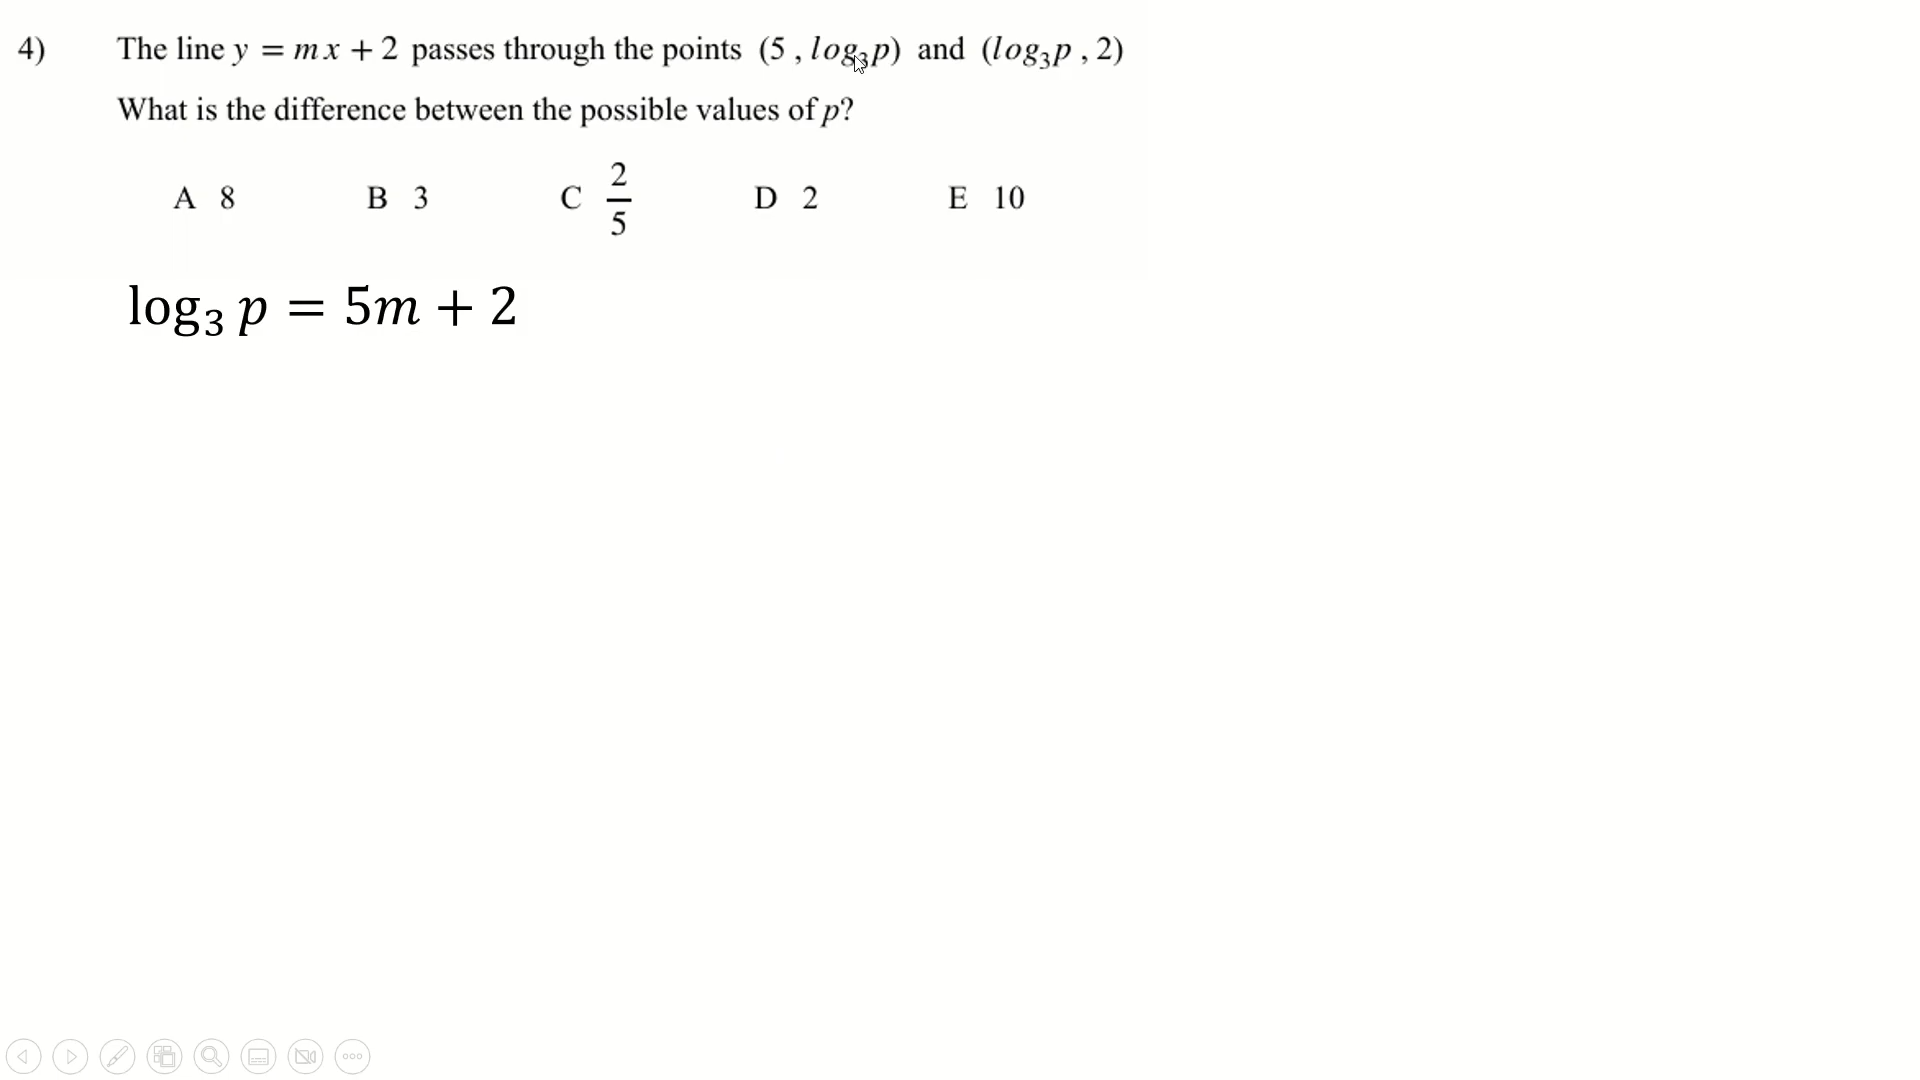 4) The line y = mx + 2 passes through the points (5 , log₃p) and (log₃p , 2)
What is the difference between the possible values of p?
A 8 B 3 C 2/5 D 2 E 10
log₃ p = 5m + 2